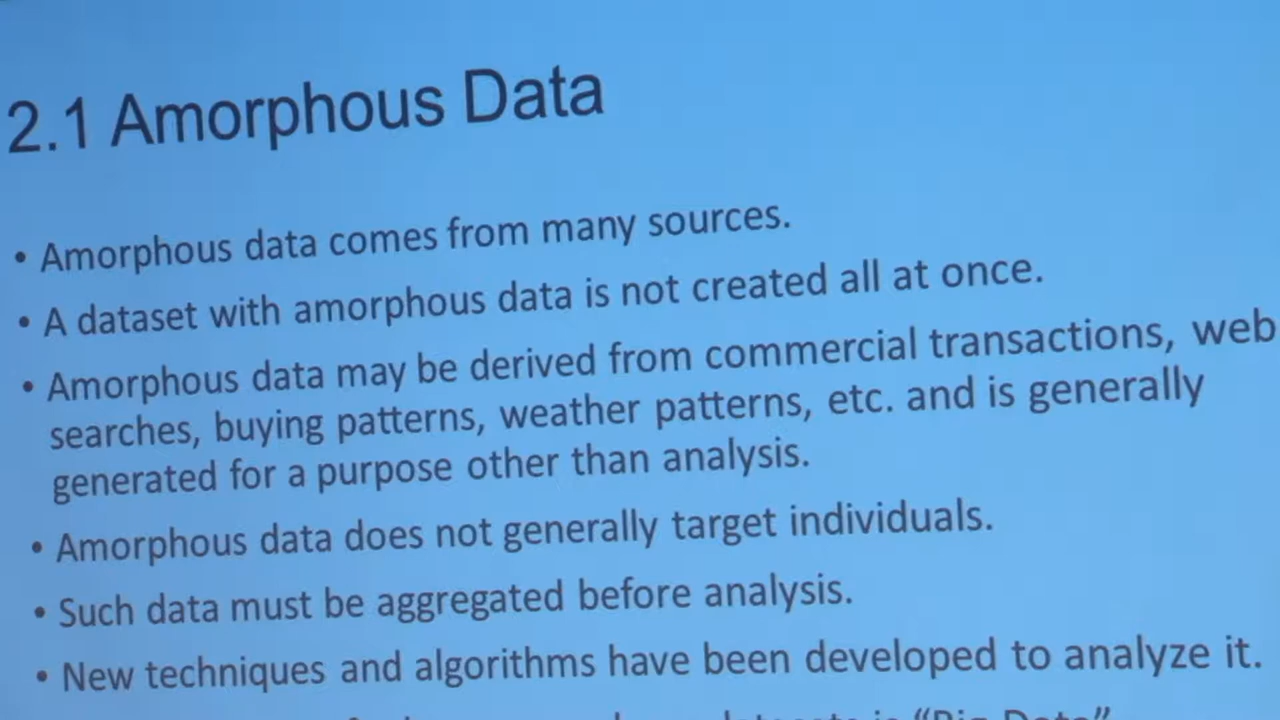 2.1 Amorphous Data
• Amorphous data comes from many sources.
• A dataset with amorphous data is not created all at once.
• Amorphous data may be derived from commercial transactions, web
searches, buying patterns, weather patterns, etc. and is generally
generated for a purpose other than analysis.
• Amorphous data does not generally target individuals.
• Such data must be aggregated before analysis.
• New techniques and algorithms have been developed to analyze it.
is “Big Data”